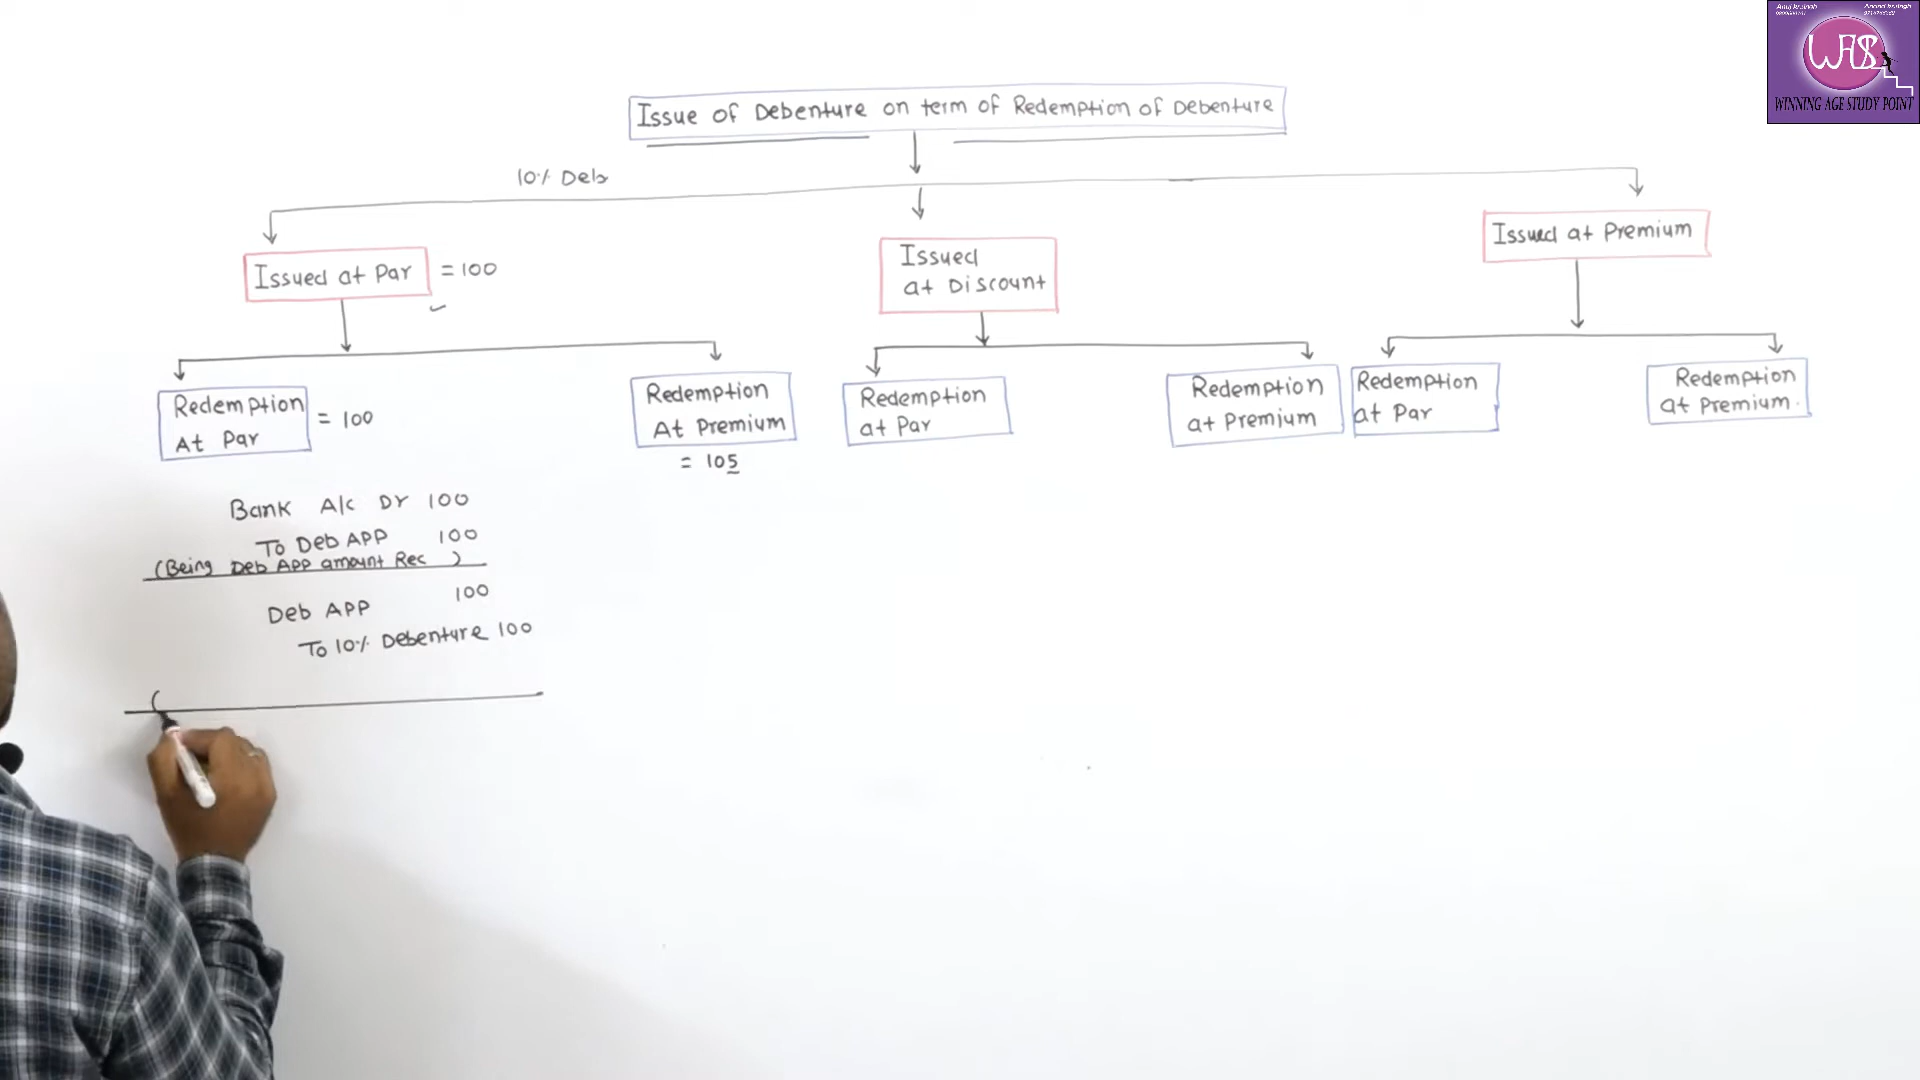 WAS
WINNING AGE STUDY POINT
Issue of Debenture on term of Redemption of Debenture
10% Deb
Issued at Par = 100
Issued
at Discount
Issued at Premium
Redemption
At Par = 100
Redemption
At Premium
= 105
Redemption
at Par
Redemption
at Premium
Redemption
at Par
Redemption
at Premium.
Bank A/c Dr 100
To Deb APP 100
(Being Deb App amount Rec )
Deb APP 100
To 10% Debenture 100
(